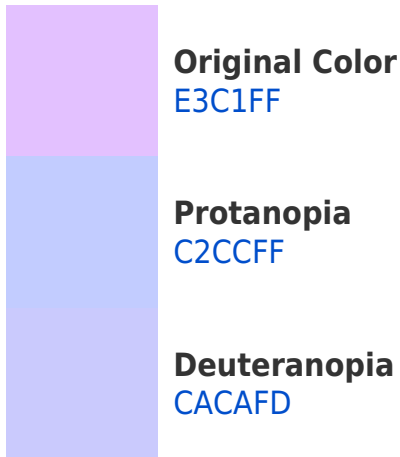 Original Color
E3C1FF
Protanopia
C2CCFF
Deuteranopia
CACAFD